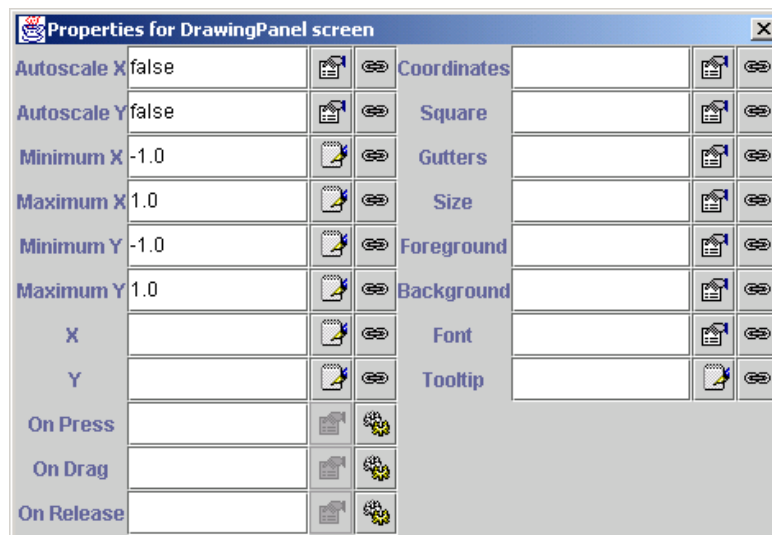 Properties for DrawingPanel screen
Autoscale X false Coordinates
Autoscale Y false Square
Minimum X -1.0 Gutters
Maximum X 1.0 Size
Minimum Y -1.0 Foreground
Maximum Y 1.0 Background
X Font
Y Tooltip
On Press
On Drag
On Release